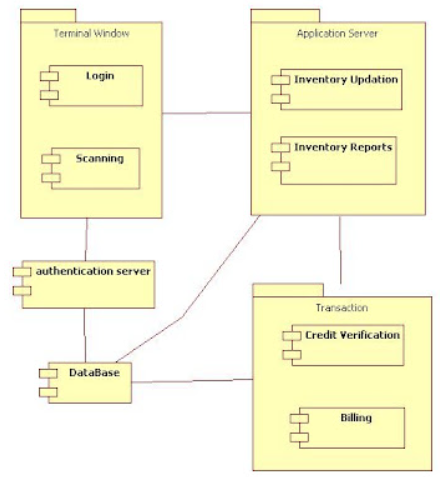 Terminal Window
Login
Scanning
Application Server
Inventory Updation
Inventory Reports
authentication server
DataBase
Transaction
Credit Verification
Billing